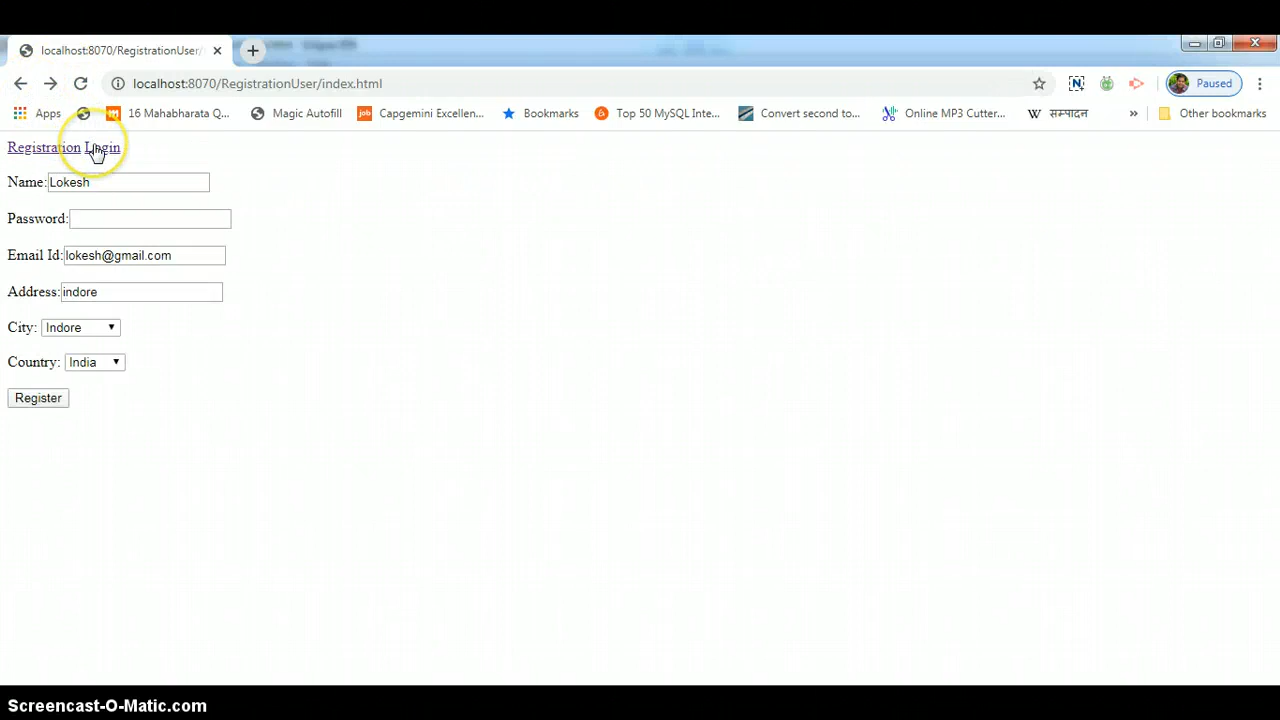 localhost:8070/RegistrationUser/
localhost:8070/RegistrationUser/index.html
Paused
Apps 16 Mahabharata Q... Magic Autofill Capgemini Excellen... Bookmarks Top 50 MySQL Inte... Convert second to... Online MP3 Cutter... सम्पादन » Other bookmarks
Registration Login
Name: Lokesh
Password:
Email Id: lokesh@gmail.com
Address: indore
City: Indore
Country: India
Register
Screencast-O-Matic.com